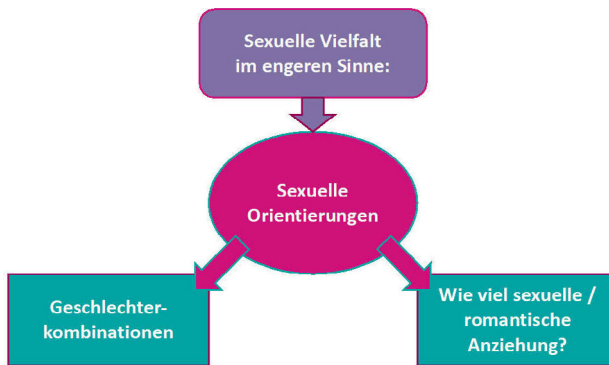 Sexuelle Vielfalt
im engeren Sinne:
Sexuelle
Orientierungen
Geschlechter-
kombinationen
Wie viel sexuelle /
romantische
Anziehung?